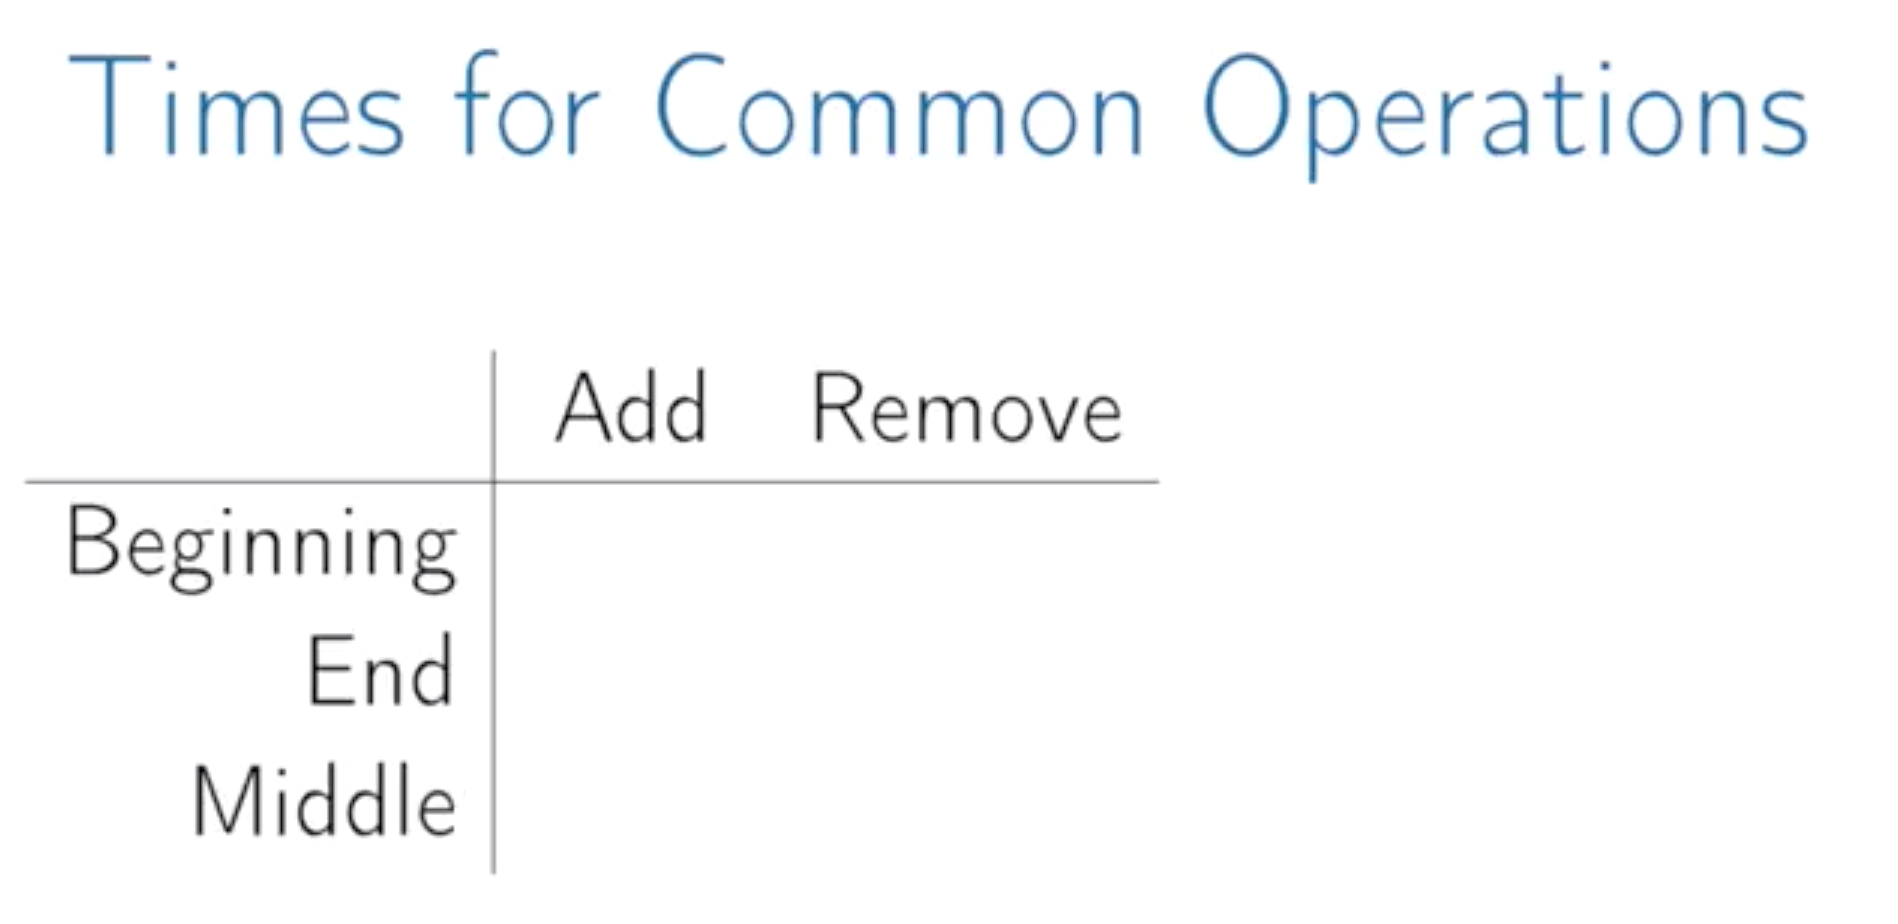 Times for Common Operations
Add Remove
Beginning
End
Middle